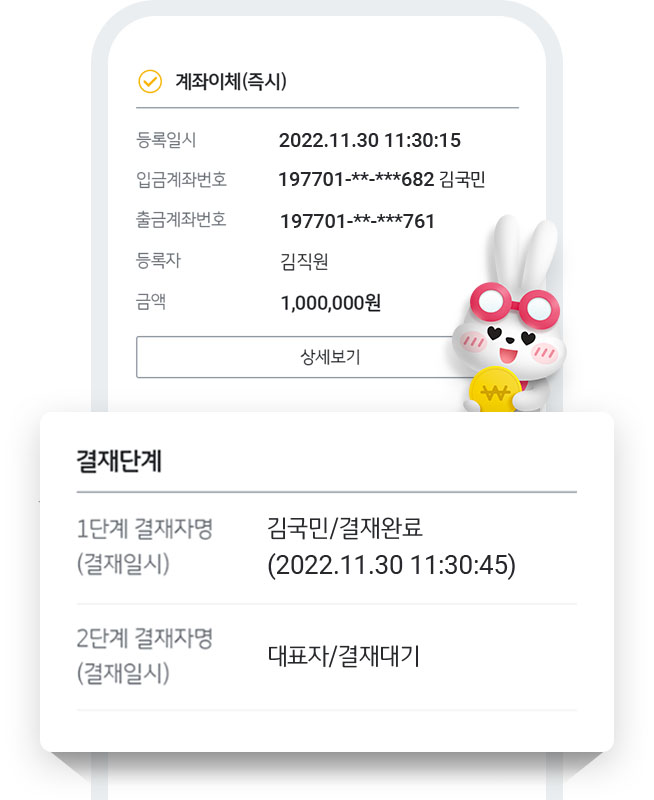 계좌이체(즉시)
등록일시 2022.11.30 11:30:15
입금계좌번호 197701-**-***682 김국민
출금계좌번호 197701-**-***761
등록자 김직원
금액 1,000,000원
상세보기
₩
결재단계
1단계 결재자명 김국민/결재완료
(결재일시) (2022.11.30 11:30:45)
2단계 결재자명
(결재일시) 대표자/결재대기